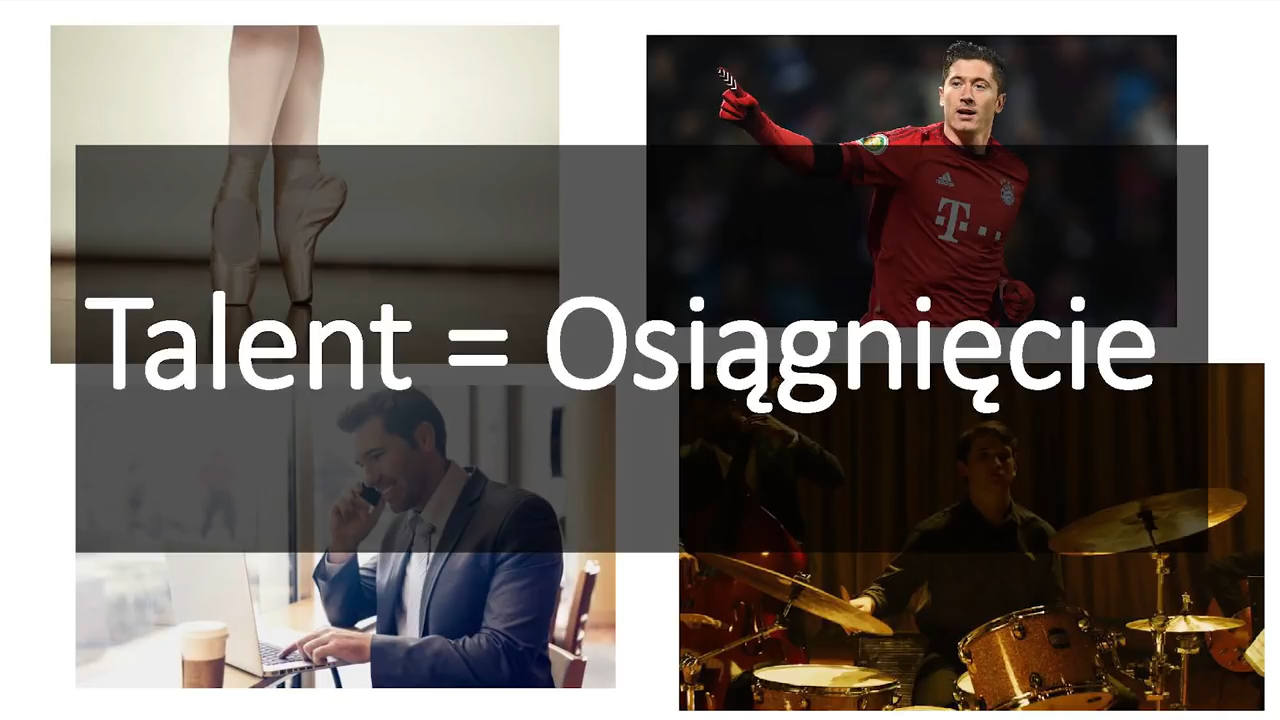 Talent = Osiągnięcie
T